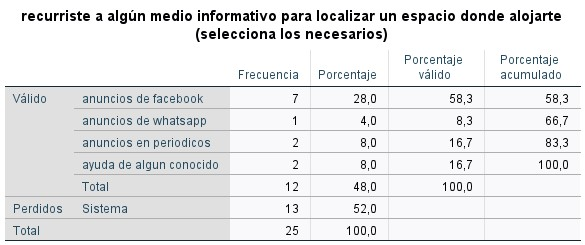 recurriste a algún medio informativo para localizar un espacio donde alojarte
(selecciona los necesarios)
Frecuencia Porcentaje Porcentaje válido Porcentaje acumulado
Válido anuncios de facebook 7 28,0 58,3 58,3
anuncios de whatsapp 1 4,0 8,3 66,7
anuncios en periodicos 2 8,0 16,7 83,3
ayuda de algun conocido 2 8,0 16,7 100,0
Total 12 48,0 100,0
Perdidos Sistema 13 52,0
Total 25 100,0